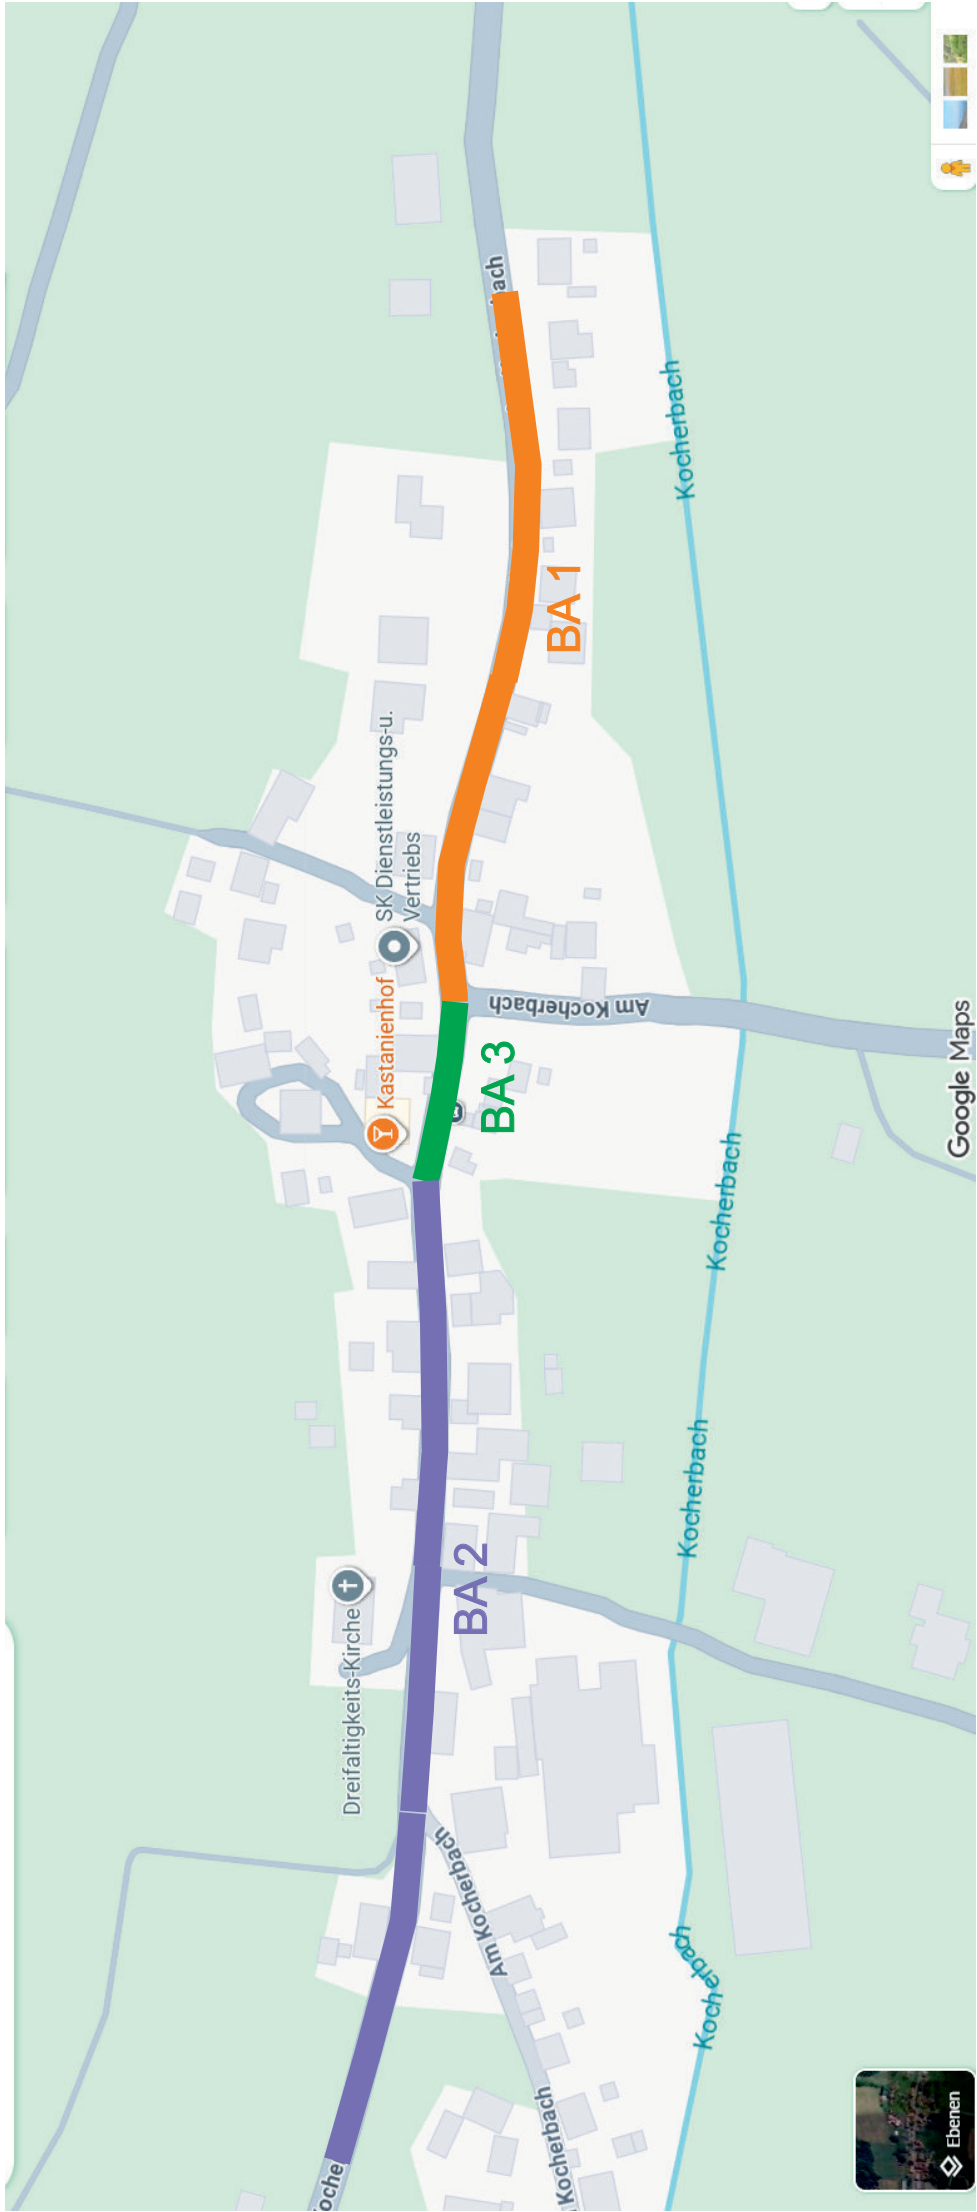 Kocherbach
SK Dienstleistungs-u.
Vertriebs
BA 1
Kastanienhof
Am Kocherbach
BA 3
Kocherbach
Google Maps
Kocherbach
BA 2
Dreifaltigkeits-Kirche
Am Kocherbach
Kocherbach
Kocherbach
Ebenen